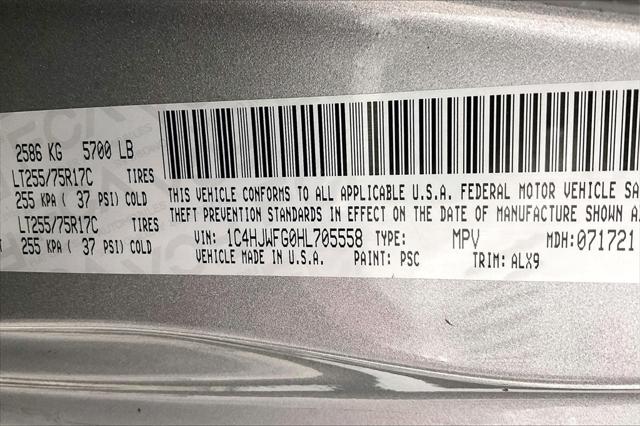 2586 KG 5700 LB
LT255/75R17C TIRES
255 KPA ( 37 PSI) COLD
LT255/75R17C TIRES
255 KPA ( 37 PSI) COLD
THIS VEHICLE CONFORMS TO ALL APPLICABLE U.S.A. FEDERAL MOTOR VEHICLE SA
THEFT PREVENTION STANDARDS IN EFFECT ON THE DATE OF MANUFACTURE SHOWN A
VIN: 1C4HJWFG0HL705558 TYPE: MPV MDH:071721
VEHICLE MADE IN U.S.A. PAINT: PSC TRIM: ALX9